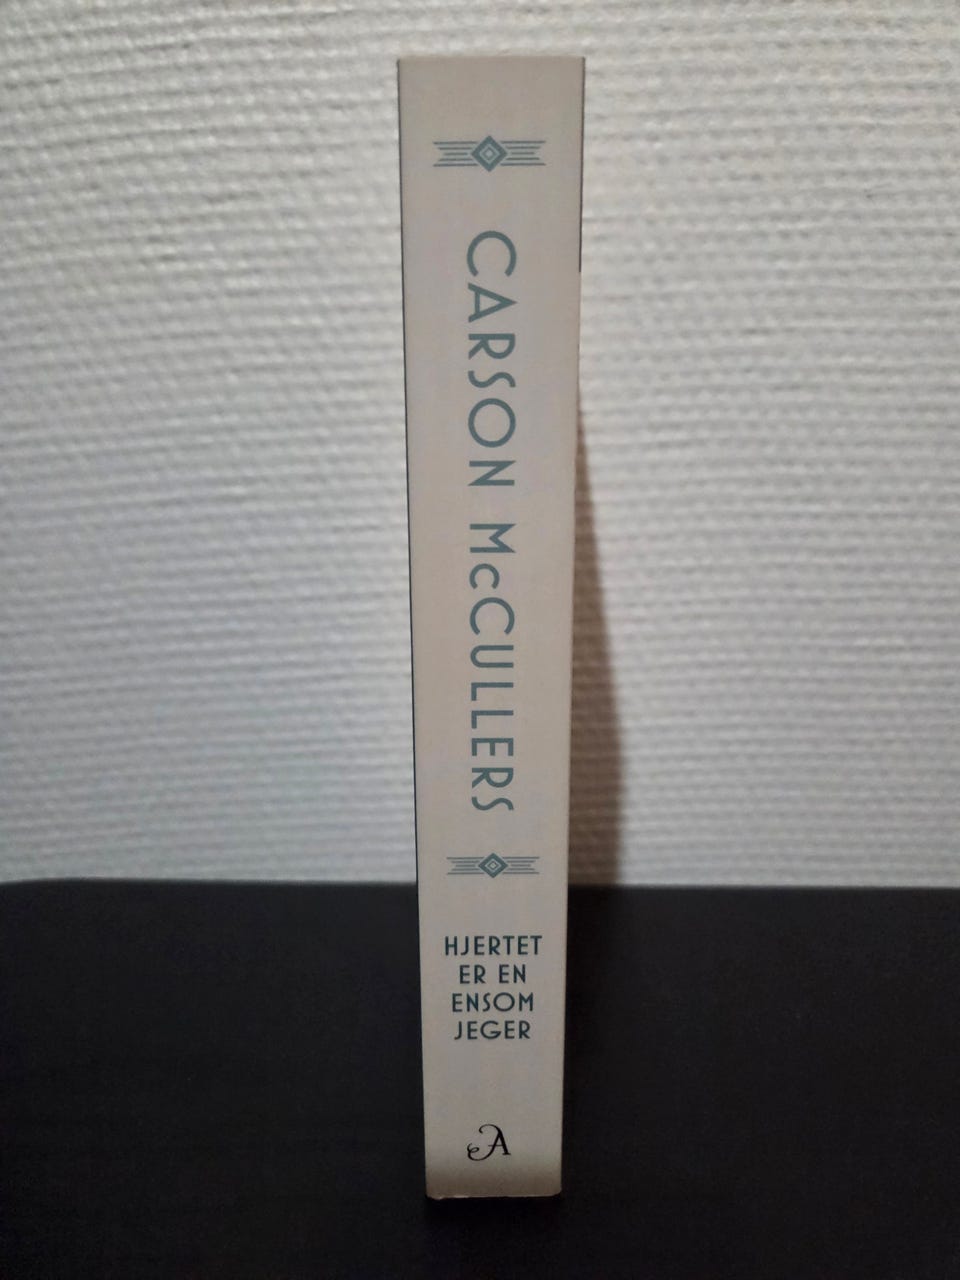 CARSON McCULLERS
HJERTET
ER EN
ENSOM
JEGER
A